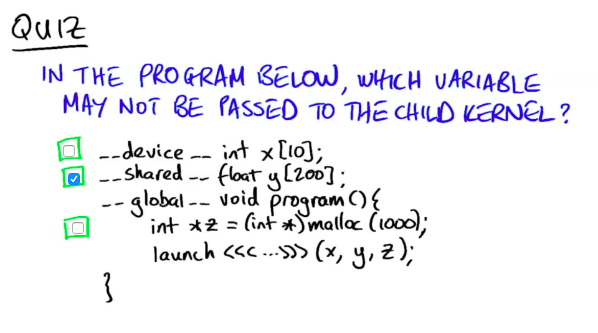 QUIZ
IN THE PROGRAM BELOW, WHICH VARIABLE
MAY NOT BE PASSED TO THE CHILD KERNEL?
__device__ int x[10];
__shared__ float y[200];
__global__ void program(){
int *z = (int *)malloc(1000);
launch <<<...>>> (x, y, z);
}